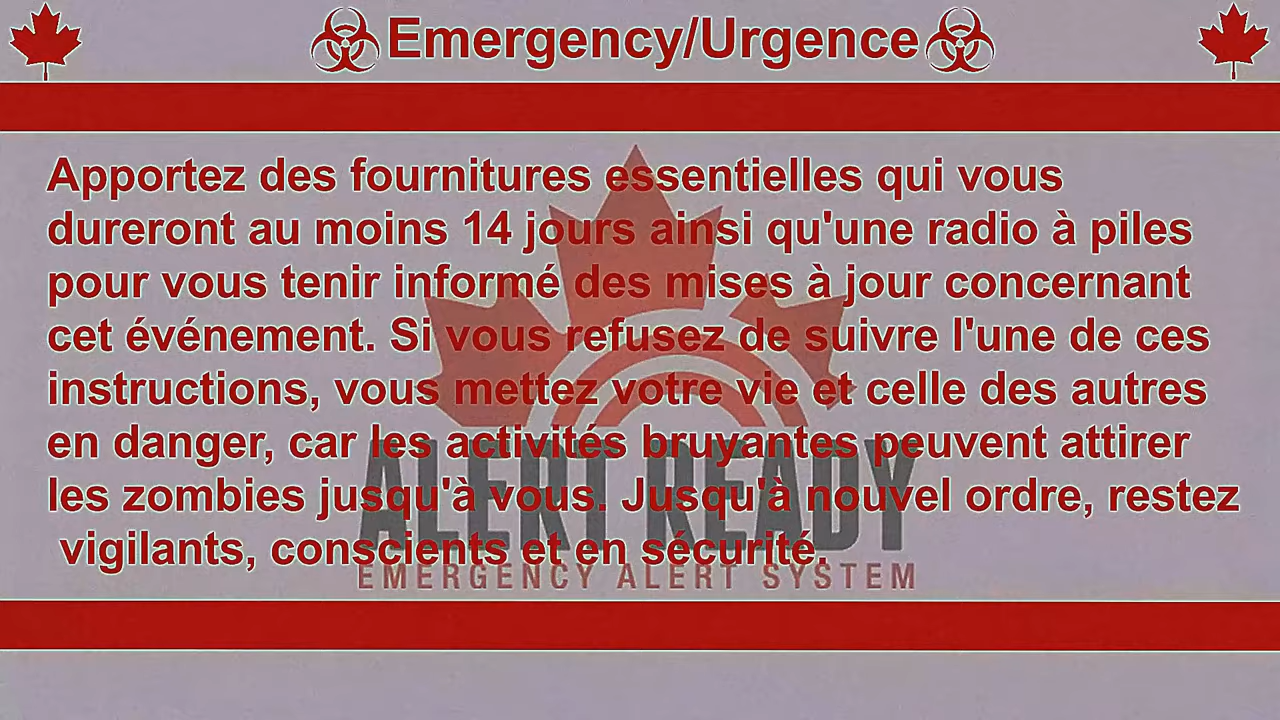 Emergency/Urgence
Apportez des fournitures essentielles qui vous
dureront au moins 14 jours ainsi qu'une radio à piles
pour vous tenir informé des mises à jour concernant
cet événement. Si vous refusez de suivre l'une de ces
instructions, vous mettez votre vie et celle des autres
en danger, car les activités bruyantes peuvent attirer
les zombies jusqu'à vous. Jusqu'à nouvel ordre, restez
vigilants, conscients et en sécurité.
ALERT READY
EMERGENCY ALERT SYSTEM